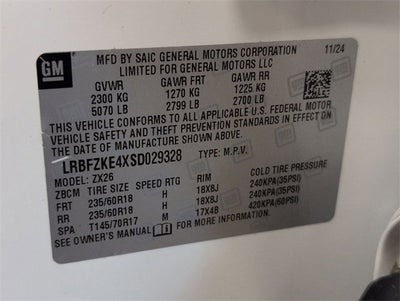 GM
MFD BY SAIC GENERAL MOTORS CORPORATION 11/24
LIMITED FOR GENERAL MOTORS LLC
GVWR GAWR FRT GAWR RR
2300 KG 1270 KG 1225 KG
5070 LB 2799 LB 2700 LB
THIS VEHICLE CONFORMS TO ALL APPLICABLE U.S. FEDERAL MOTOR
VEHICLE SAFETY AND THEFT PREVENTION STANDARDS IN EFFECT ON
THE DATE OF MANUFACTURE SHOWN ABOVE.
LRBFZKE4XSD029328 TYPE: M.P.V.
MODEL: ZX26
ZBCM TIRE SIZE SPEED RTG RIM COLD TIRE PRESSURE
FRT 235/60R18 H 18X8J 240KPA(35PSI)
RR 235/60R18 H 18X8J 240KPA(35PSI)
SPA T145/70R17 M 17X4B 420KPA(60PSI)
SEE OWNER'S MANUAL FOR ADDITIONAL INFORMATION.